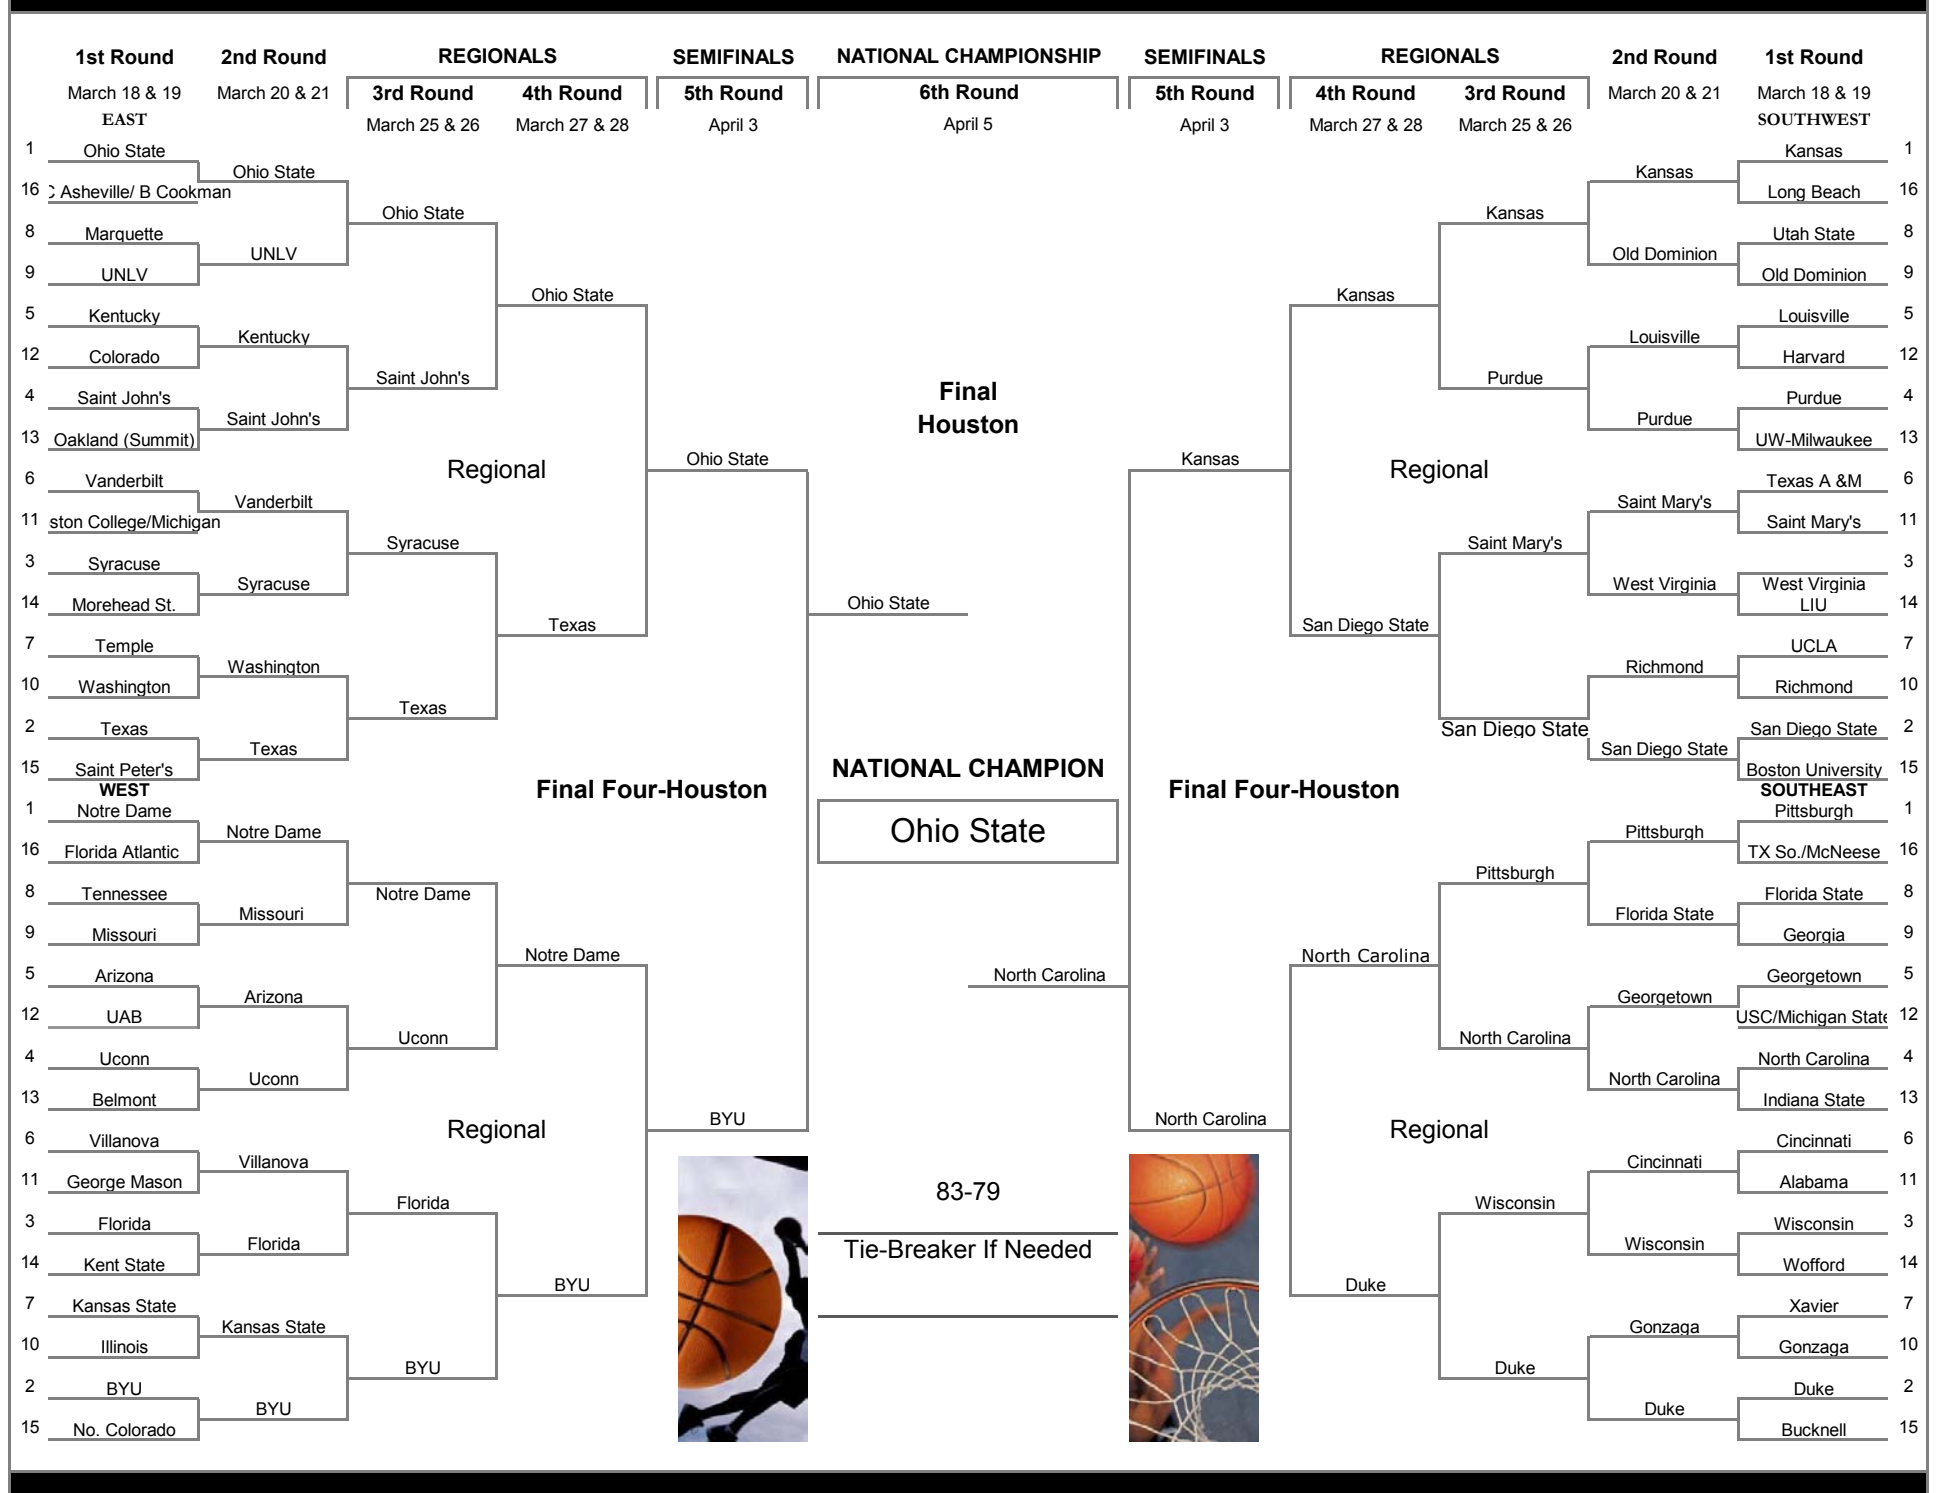 1st Round 2nd Round REGIONALS SEMIFINALS NATIONAL CHAMPIONSHIP SEMIFINALS REGIONALS 2nd Round 1st Round
March 18 & 19 March 20 & 21 3rd Round 4th Round 5th Round 6th Round 5th Round 4th Round 3rd Round March 20 & 21 March 18 & 19
EAST March 25 & 26 March 27 & 28 April 3 April 5 April 3 March 27 & 28 March 25 & 26 SOUTHWEST
1 Ohio State Kansas 1
Ohio State Kansas
16 C Asheville/ B Cookman Long Beach 16
Ohio State Kansas
8 Marquette Utah State 8
UNLV Old Dominion
9 UNLV Old Dominion 9
Ohio State Kansas
5 Kentucky Louisville 5
Kentucky Louisville
12 Colorado Harvard 12
Saint John's Purdue
4 Saint John's Final Purdue 4
Saint John's Houston Purdue
13 Oakland (Summit) UW-Milwaukee 13
Ohio State Kansas
Regional Regional
6 Vanderbilt Texas A &M 6
Vanderbilt Saint Mary's
11 ston College/Michigan Saint Mary's 11
Syracuse Saint Mary's
3 Syracuse 3
Syracuse West Virginia West Virginia
14 Morehead St. Ohio State LIU 14
Texas San Diego State
7 Temple UCLA 7
Washington Richmond
10 Washington Richmond 10
Texas
2 Texas San Diego State San Diego State 2
Texas San Diego State
15 Saint Peter's NATIONAL CHAMPION Boston University 15
WEST Final Four-Houston Final Four-Houston SOUTHEAST
1 Notre Dame Pittsburgh 1
Notre Dame Ohio State Pittsburgh
16 Florida Atlantic TX So./McNeese 16
Pittsburgh
8 Tennessee Notre Dame Florida State 8
Missouri Florida State
9 Missouri Georgia 9
Notre Dame North Carolina
5 Arizona North Carolina Georgetown 5
Arizona Georgetown
12 UAB USC/Michigan State 12
Uconn North Carolina
4 Uconn North Carolina 4
Uconn North Carolina
13 Belmont Indiana State 13
BYU North Carolina
Regional Regional
6 Villanova Cincinnati 6
Villanova Cincinnati
11 George Mason 83-79 Alabama 11
Florida Wisconsin
3 Florida Wisconsin 3
Florida Tie-Breaker If Needed Wisconsin
14 Kent State Wofford 14
BYU Duke
7 Kansas State Xavier 7
Kansas State Gonzaga
10 Illinois Gonzaga 10
BYU Duke
2 BYU Duke 2
BYU Duke
15 No. Colorado Bucknell 15